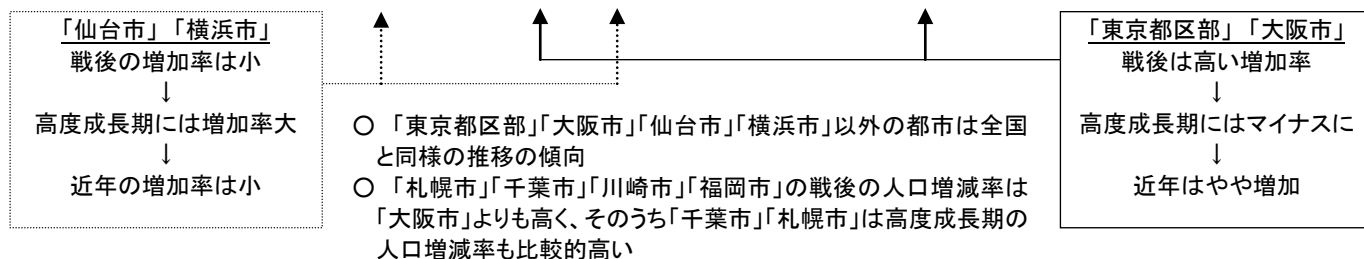 「仙台市」「横浜市」
戦後の増加率は小
↓
高度成長期には増加率大
↓
近年の増加率は小
○ 「東京都区部」「大阪市」「仙台市」「横浜市」以外の都市は全国
と同様の推移の傾向
○ 「札幌市」「千葉市」「川崎市」「福岡市」の戦後の人口増減率は
「大阪市」よりも高く、そのうち「千葉市」「札幌市」は高度成長期の
人口増減率も比較的高い
「東京都区部」「大阪市」
戦後は高い増加率
↓
高度成長期にはマイナスに
↓
近年はやや増加